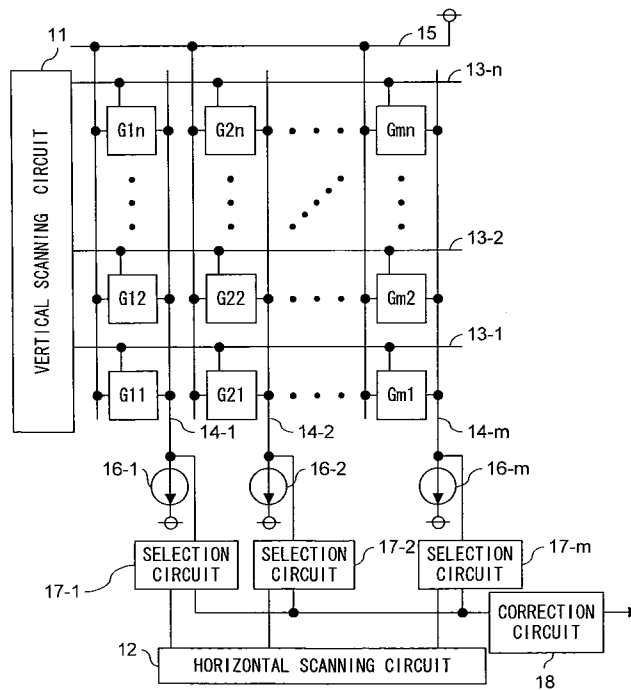 11
15
13-n
G1n
G2n
Gmn
VERTICAL SCANNING CIRCUIT
13-2
G12
G22
Gm2
13-1
G11
G21
Gm1
14-1
14-2
14-m
16-1
16-2
16-m
SELECTION
CIRCUIT
17-1
SELECTION
CIRCUIT
17-2
SELECTION
CIRCUIT
17-m
CORRECTION
CIRCUIT
18
12
HORIZONTAL SCANNING CIRCUIT